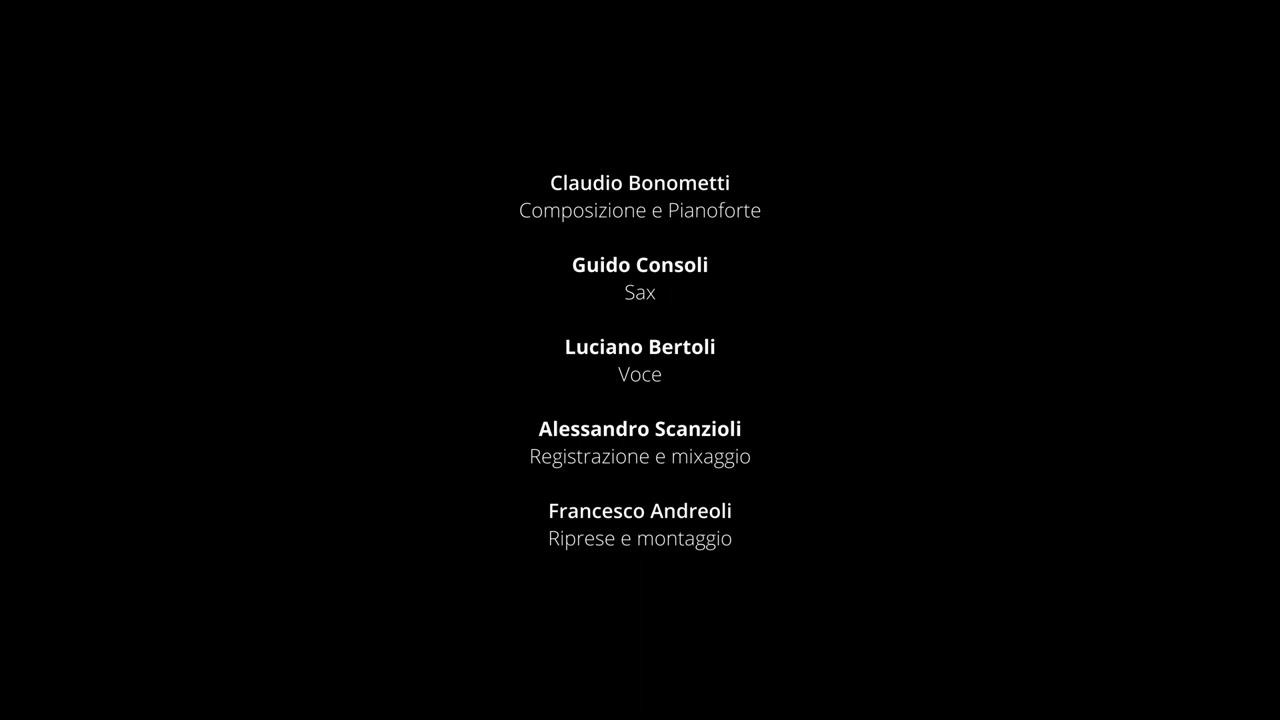 Claudio Bonometti
Composizione e Pianoforte
Guido Consoli
Sax
Luciano Bertoli
Voce
Alessandro Scanzioli
Registrazione e mixaggio
Francesco Andreoli
Riprese e montaggio